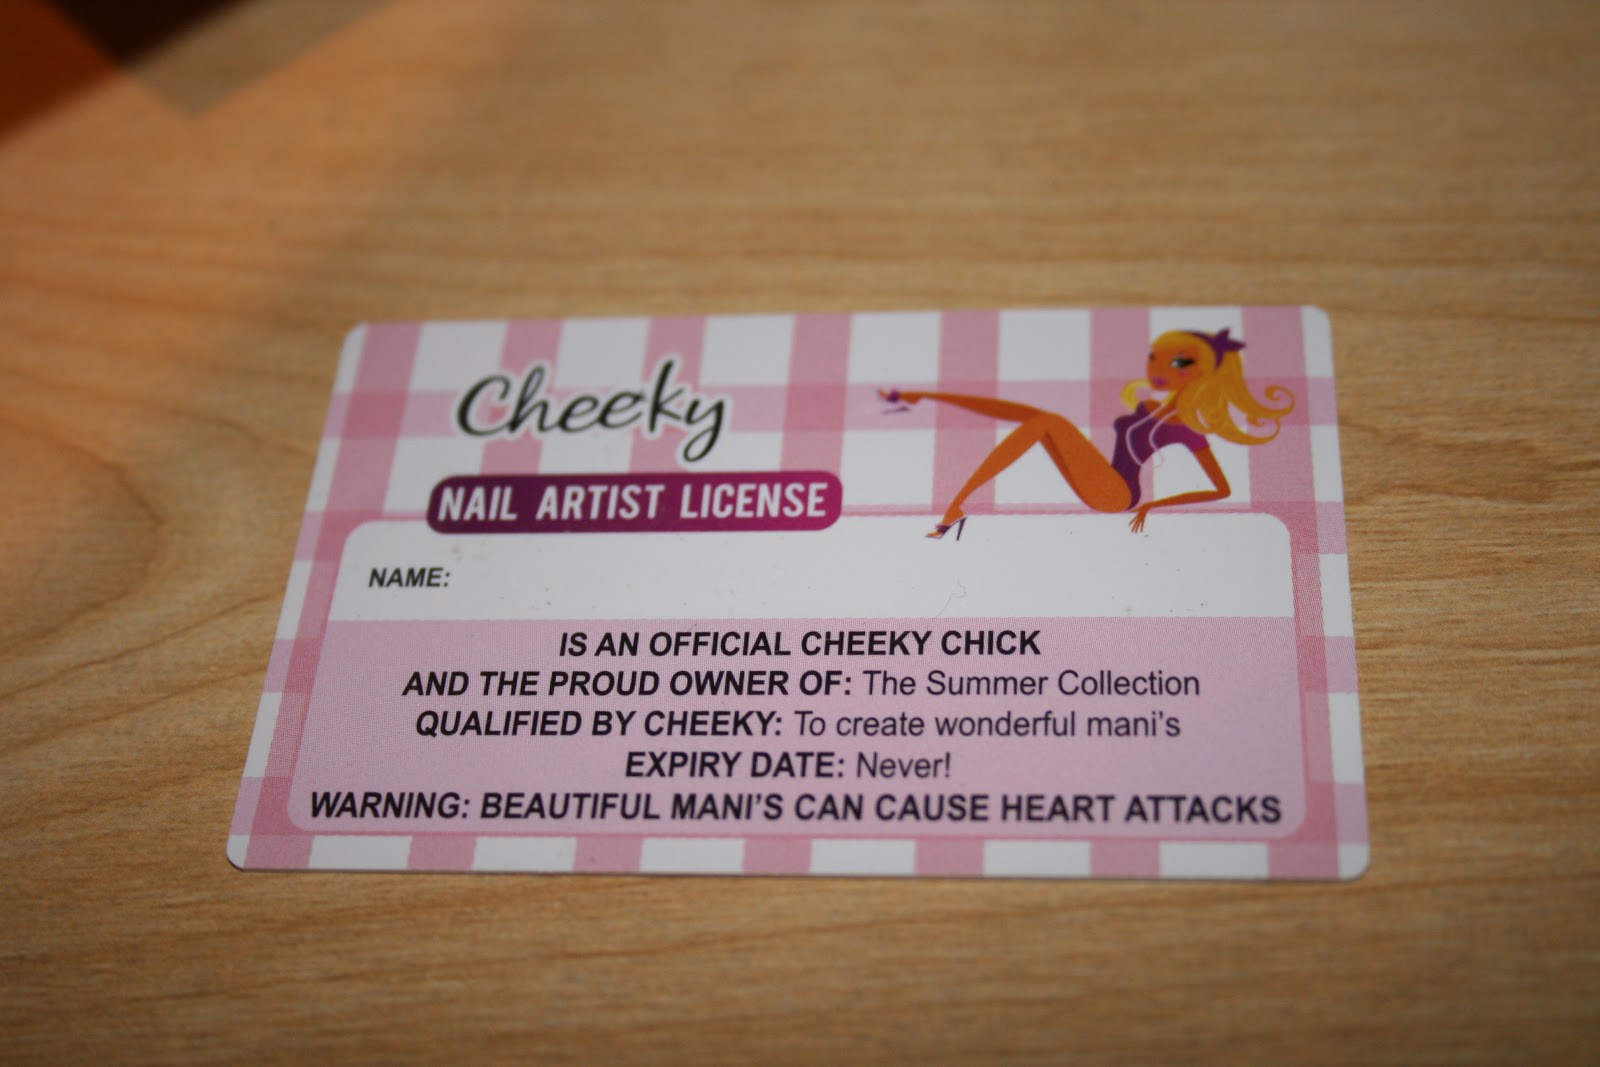 Cheeky
NAIL ARTIST LICENSE
NAME:
IS AN OFFICIAL CHEEKY CHICK
AND THE PROUD OWNER OF: The Summer Collection
QUALIFIED BY CHEEKY: To create wonderful mani's
EXPIRY DATE: Never!
WARNING: BEAUTIFUL MANI'S CAN CAUSE HEART ATTACKS